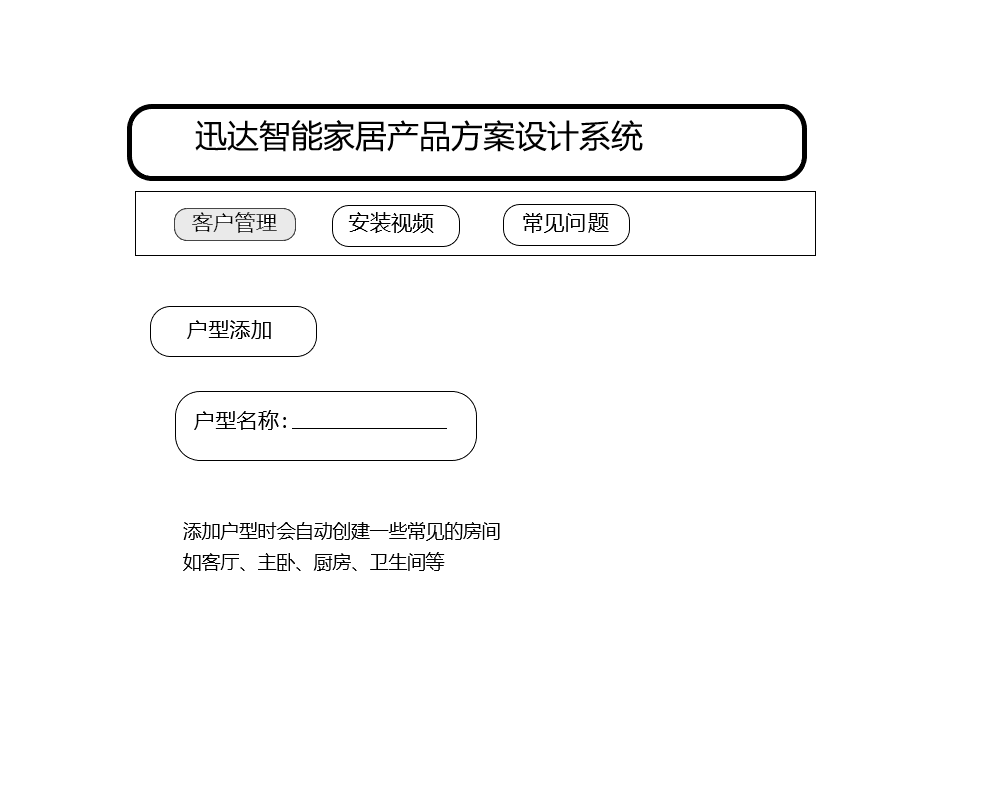 迅达智能家居产品方案设计系统
客户管理 安装视频 常见问题
户型添加
户型名称:______________
添加户型时会自动创建一些常见的房间
如客厅、主卧、厨房、卫生间等